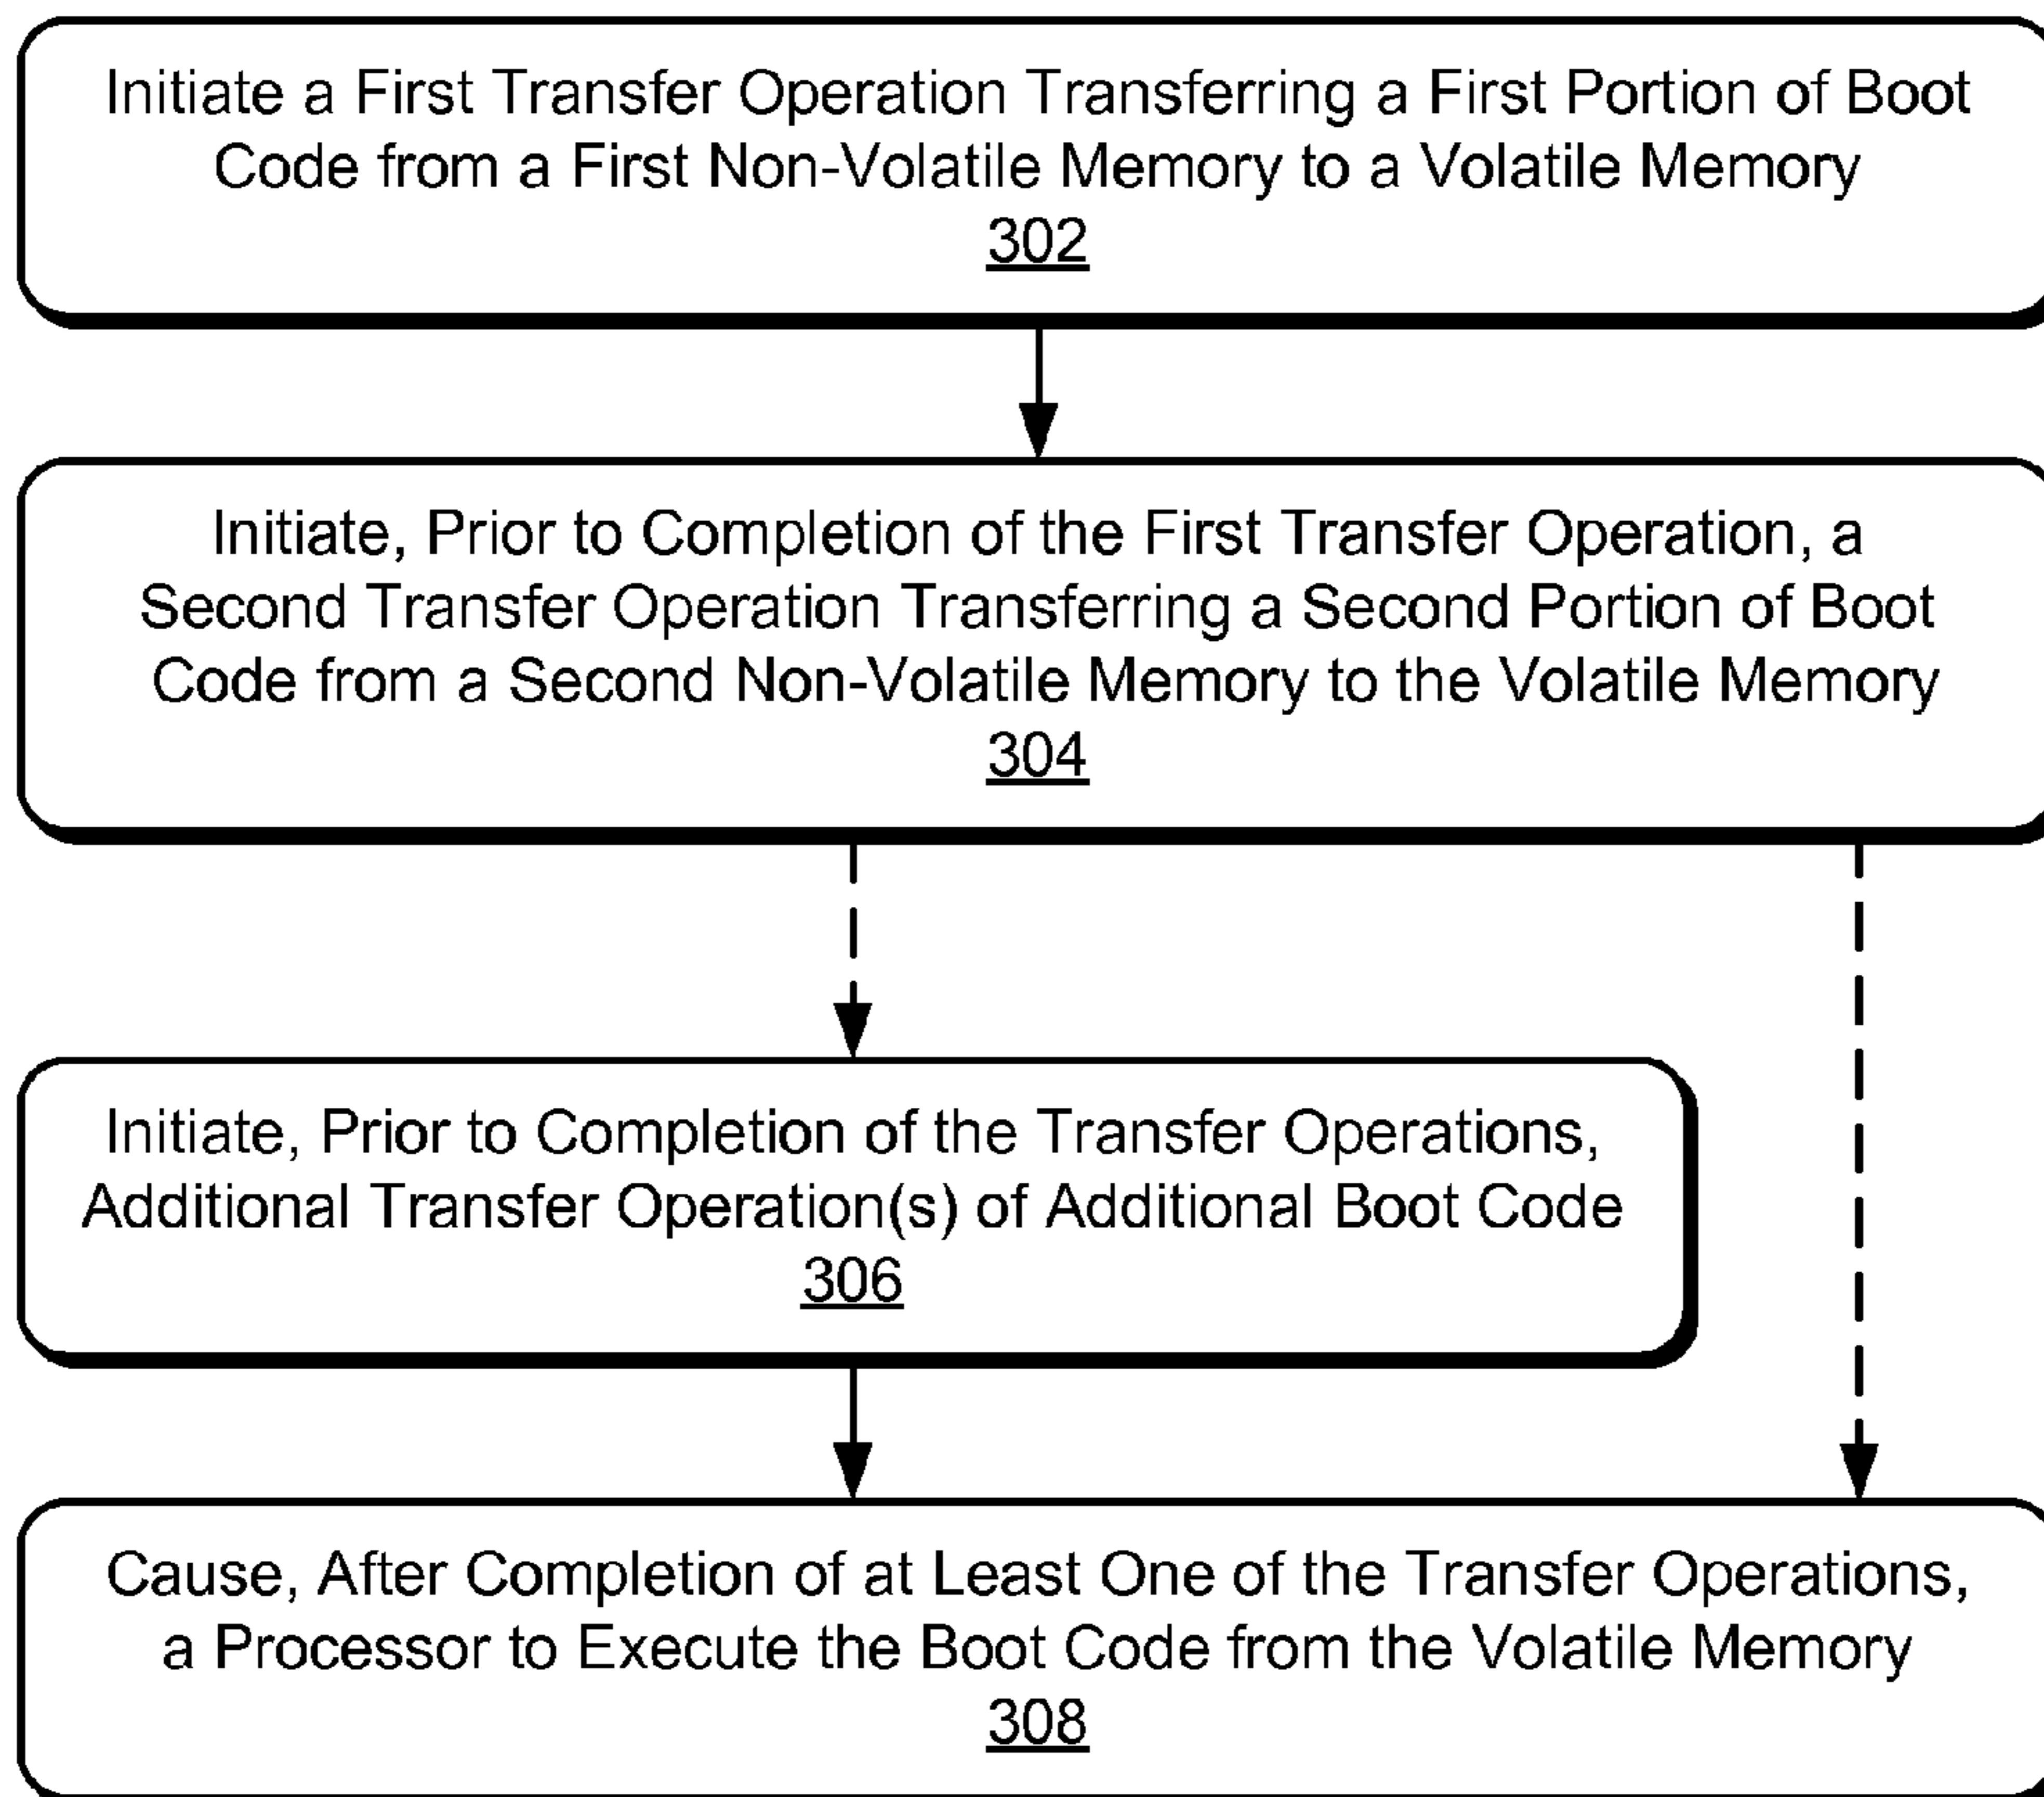 Initiate a First Transfer Operation Transferring a First Portion of Boot
Code from a First Non-Volatile Memory to a Volatile Memory
302
Initiate, Prior to Completion of the First Transfer Operation, a
Second Transfer Operation Transferring a Second Portion of Boot
Code from a Second Non-Volatile Memory to the Volatile Memory
304
Initiate, Prior to Completion of the Transfer Operations,
Additional Transfer Operation(s) of Additional Boot Code
306
Cause, After Completion of at Least One of the Transfer Operations,
a Processor to Execute the Boot Code from the Volatile Memory
308